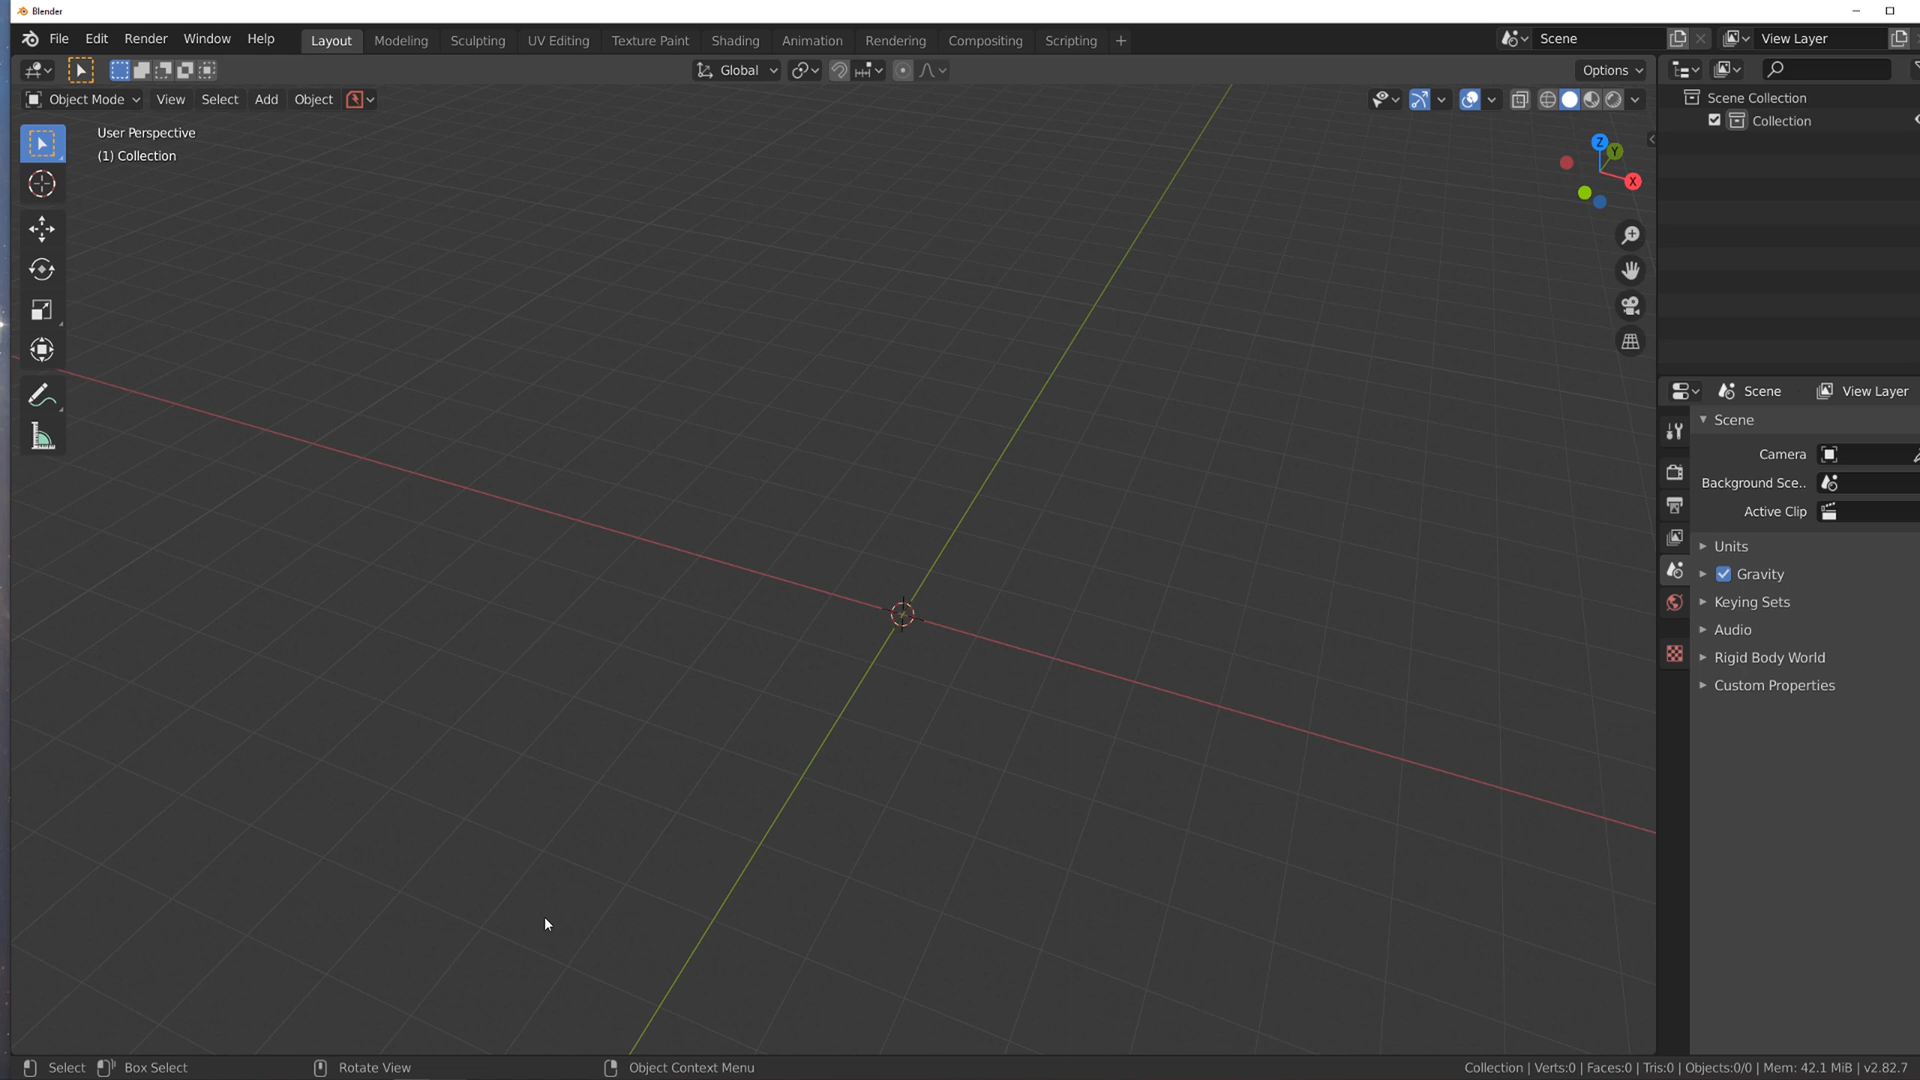 Blender
File Edit Render Window Help Layout Modeling Sculpting UV Editing Texture Paint Shading Animation Rendering Compositing Scripting + Scene View Layer
Global Options
Object Mode View Select Add Object
User Perspective
(1) Collection
Z
Y
X
Scene Collection
Collection
Scene View Layer
Scene
Camera
Background Sce..
Active Clip
Units
Gravity
Keying Sets
Audio
Rigid Body World
Custom Properties
Select Box Select Rotate View Object Context Menu Collection | Verts:0 | Faces:0 | Tris:0 | Objects:0/0 | Mem: 42.1 MiB | v2.82.7